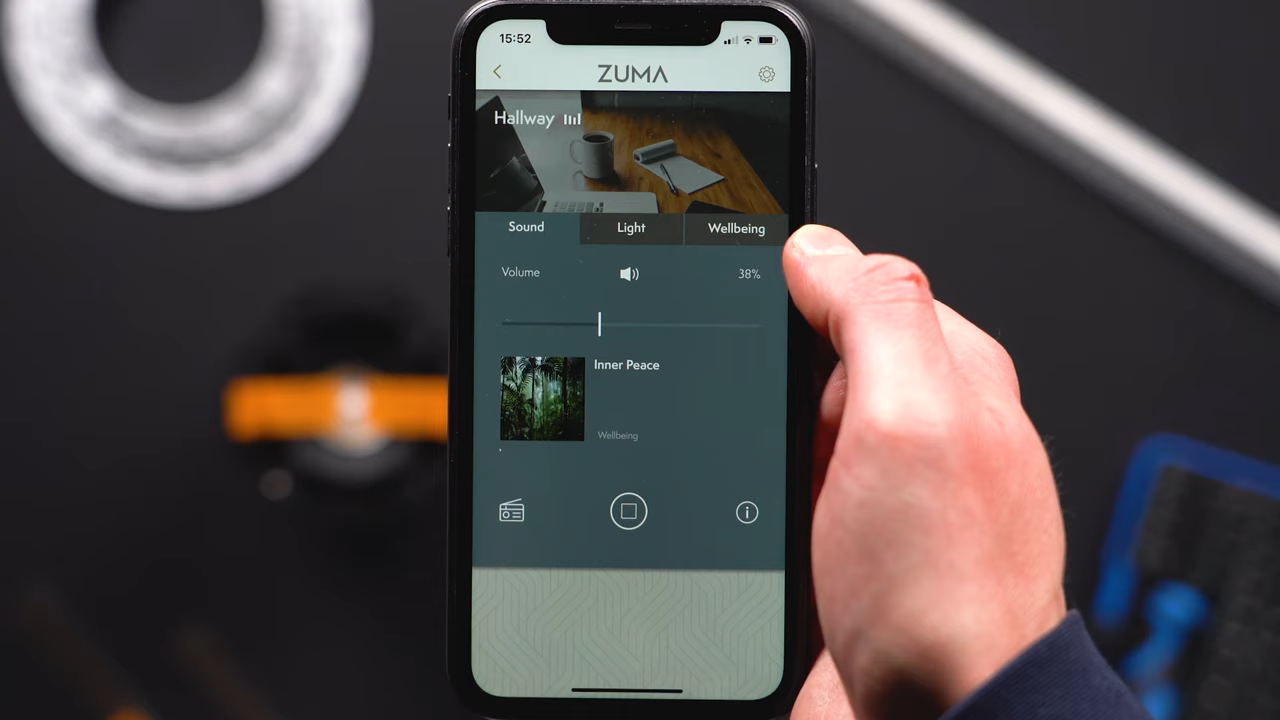 15:52
ZUMA
Hallway
Sound
Light
Wellbeing
Volume
38%
Inner Peace
Wellbeing